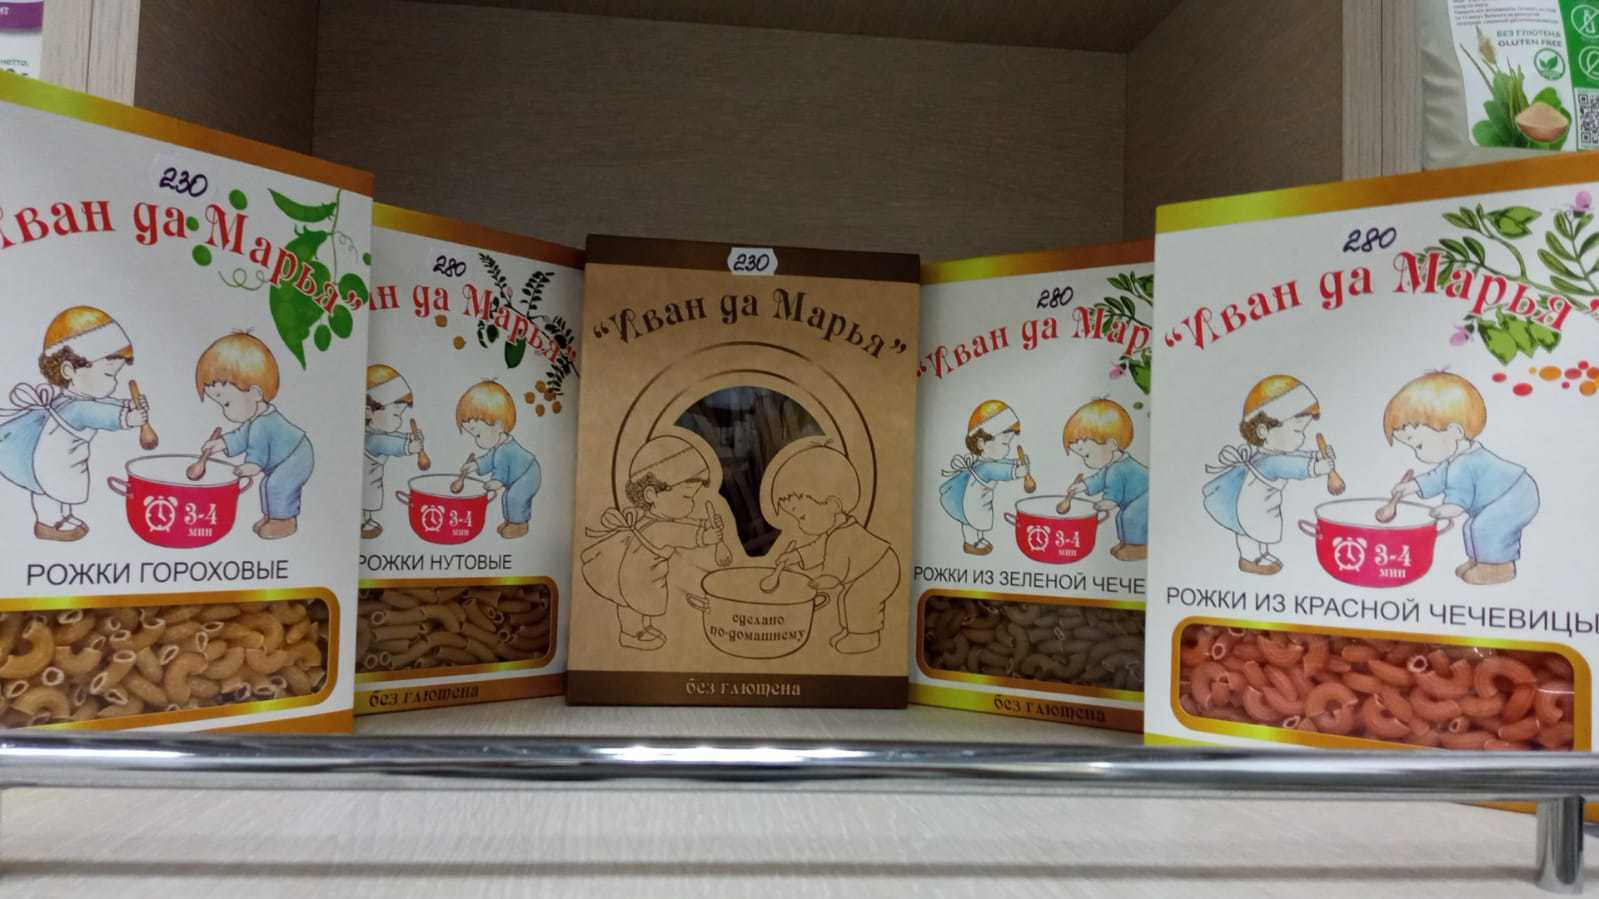 230
Иван да Марья”
3-4
мин
РОЖКИ ГОРОХОВЫЕ
280
да Марья”
3-4
мин
РОЖКИ НУТОВЫЕ
без глютена
230
“Иван да Марья”
сделано
по-домашнему
без глютена
280
“Иван да Мар
3-4
мин
РОЖКИ ИЗ ЗЕЛЕНОЙ ЧЕЧЕ
без глютена
280
“Иван да Марья”
3-4
мин
РОЖКИ ИЗ КРАСНОЙ ЧЕЧЕВИЦЫ
БЕЗ ГЛЮТЕНА
GLUTEN FREE